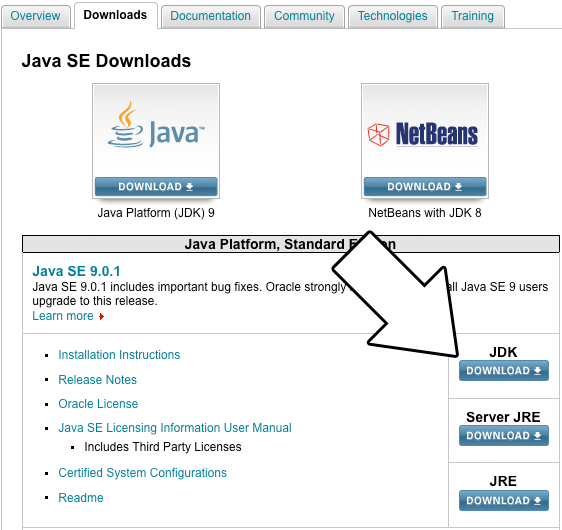 Overview Downloads Documentation Community Technologies Training
Java SE Downloads
Java™ NetBeans
DOWNLOAD DOWNLOAD
Java Platform (JDK) 9 NetBeans with JDK 8
Java Platform, Standard on
Java SE 9.0.1
Java SE 9.0.1 includes important bug fixes. Oracle strongly all Java SE 9 users
upgrade to this release.
Learn more
Installation Instructions
Release Notes
Oracle License
Java SE Licensing Information User Manual
Includes Third Party Licenses
Certified System Configurations
Readme
JDK
DOWNLOAD
Server JRE
DOWNLOAD
JRE
DOWNLOAD